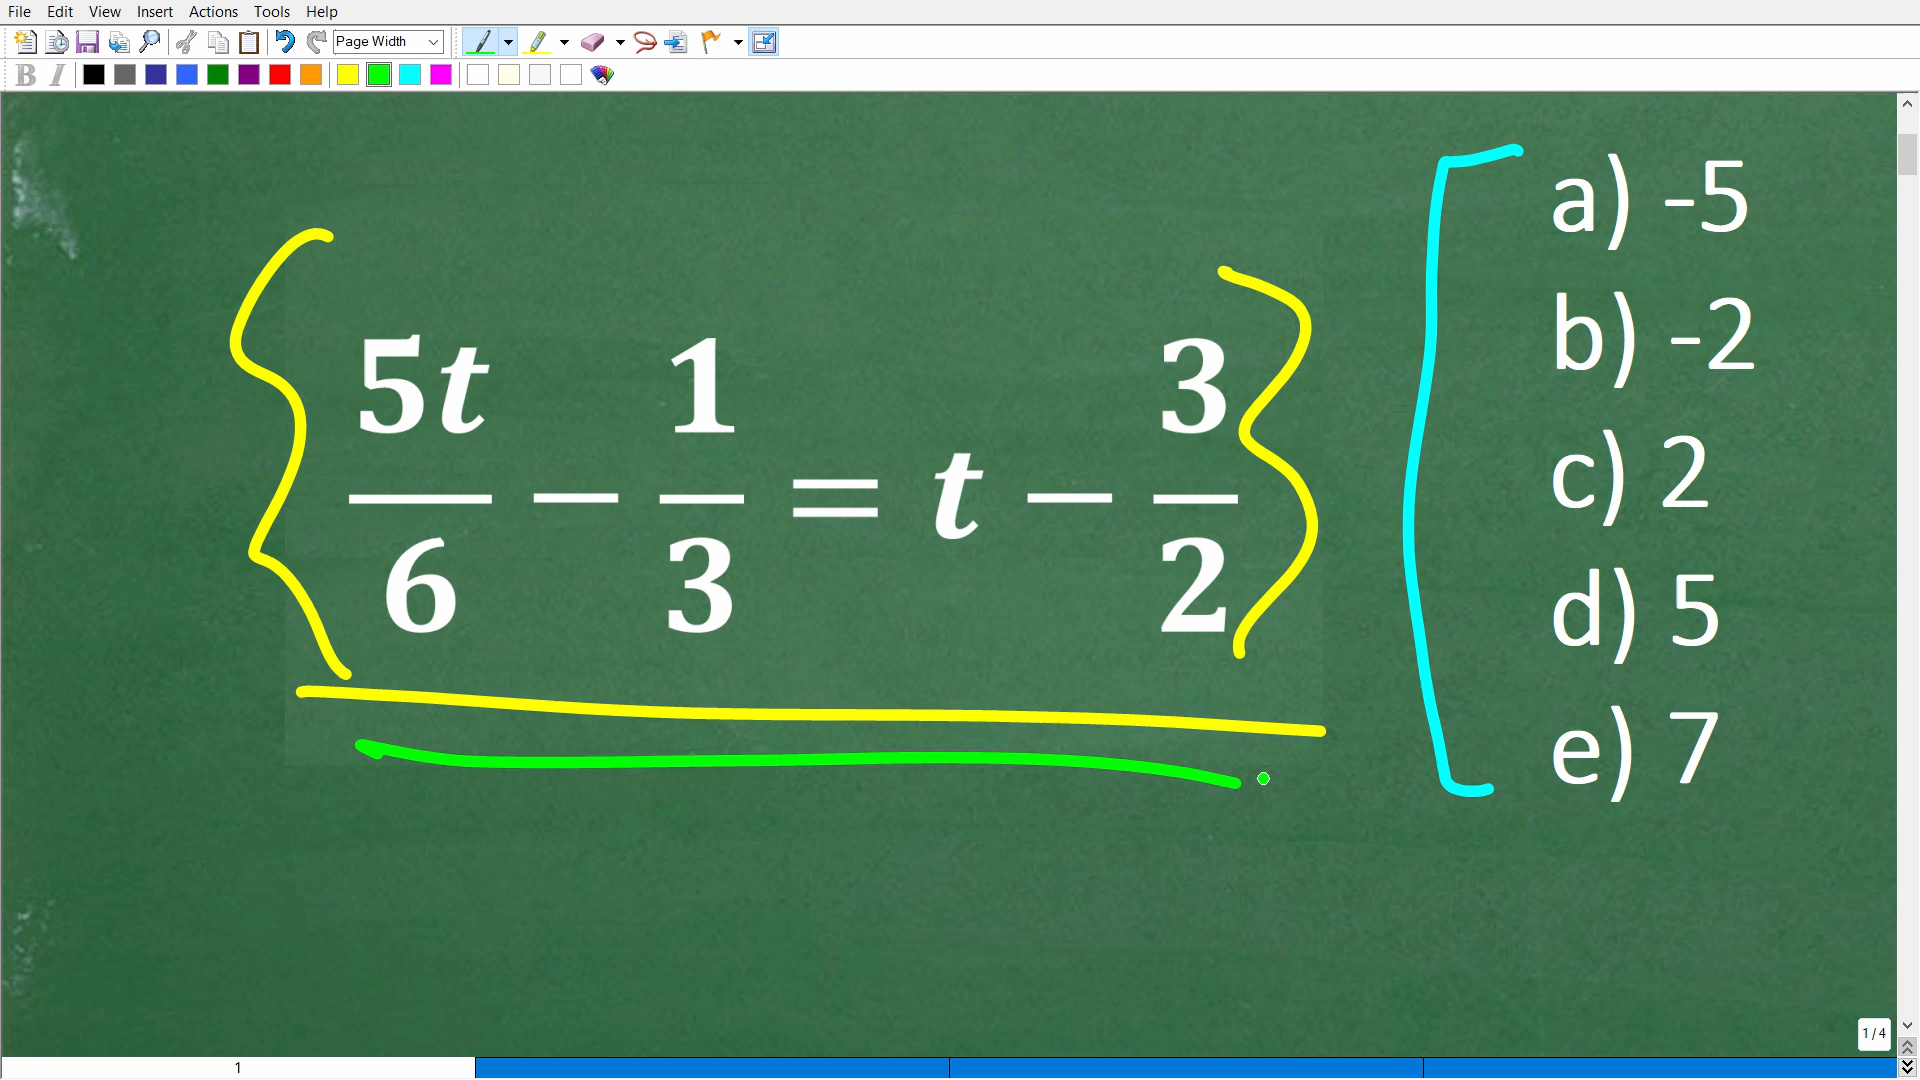 File Edit View Insert Actions Tools Help
Page Width
B I
5t/6 − 1/3 = t − 3/2
a) -5
b) -2
c) 2
d) 5
e) 7
1 / 4
1